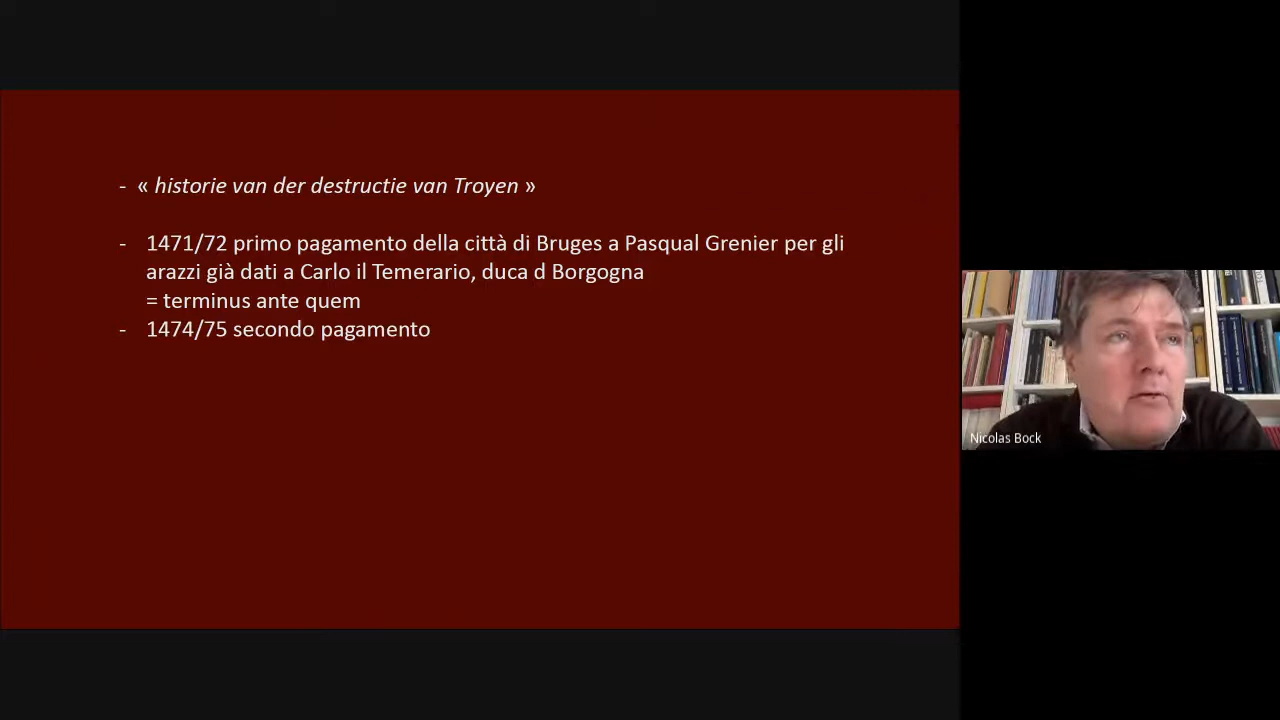 - « historie van der destructie van Troyen »
- 1471/72 primo pagamento della città di Bruges a Pasqual Grenier per gli
arazzi già dati a Carlo il Temerario, duca d Borgogna
= terminus ante quem
- 1474/75 secondo pagamento
Nicolas Bock